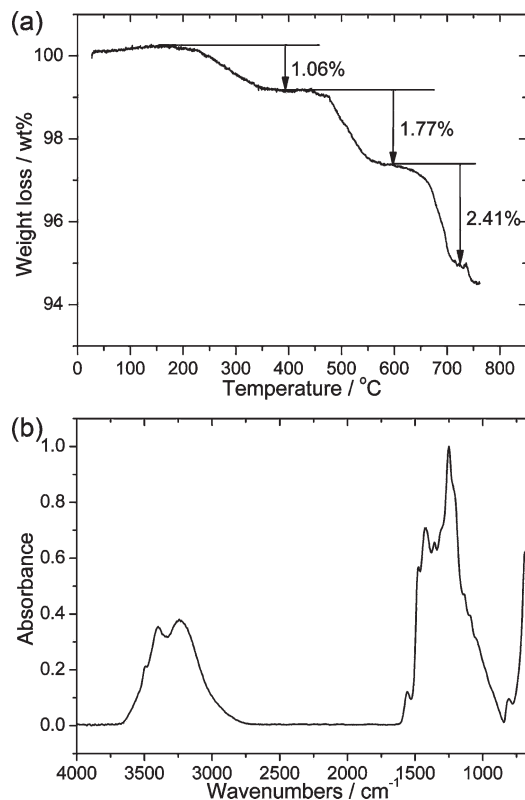 (a)
100
98
96
94
1.06%
1.77%
2.41%
Weight loss / wt%
0 100 200 300 400 500 600 700 800
Temperature / °C
(b)
1.0
0.8
0.6
0.4
0.2
0.0
Absorbance
4000 3500 3000 2500 2000 1500 1000
Wavenumbers / cm⁻¹